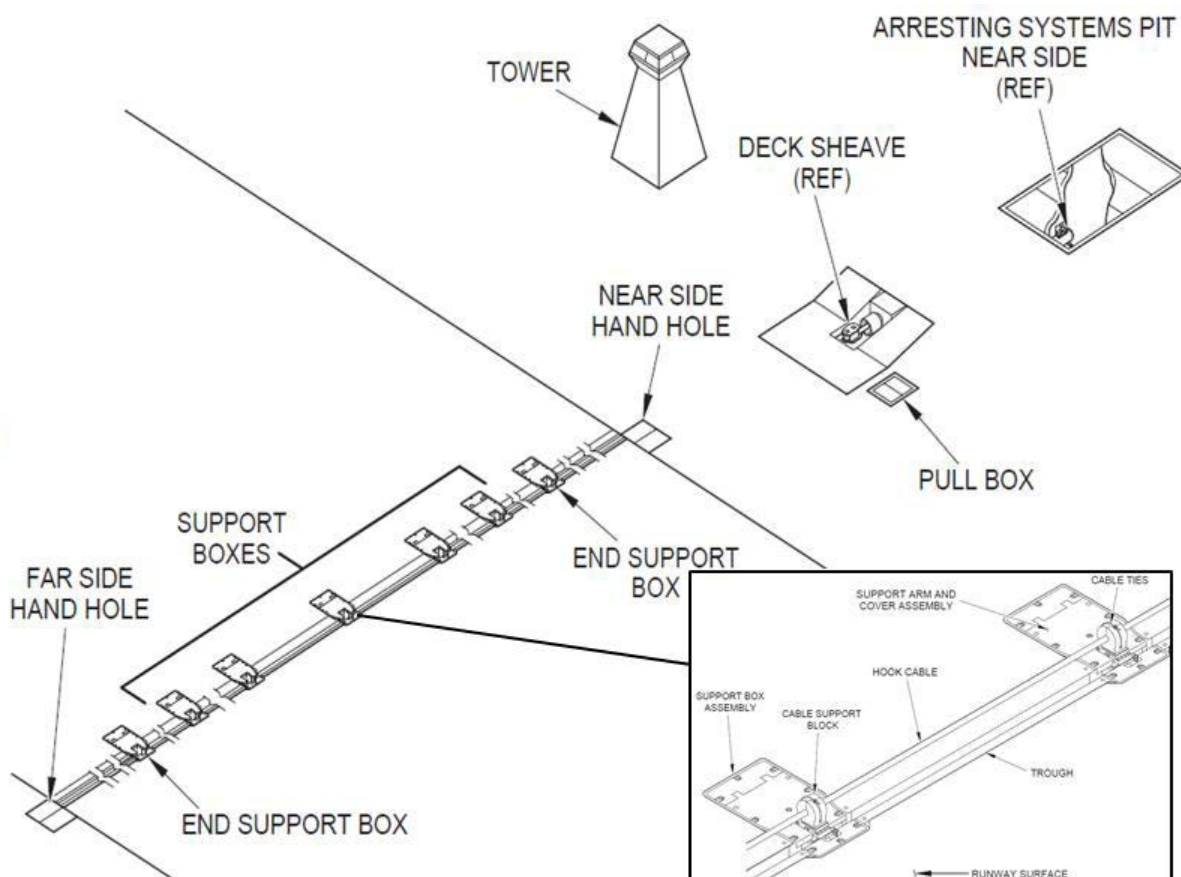 TOWER
ARRESTING SYSTEMS PIT
NEAR SIDE
(REF)
DECK SHEAVE
(REF)
NEAR SIDE
HAND HOLE
PULL BOX
SUPPORT
BOXES
END SUPPORT
BOX
FAR SIDE
HAND HOLE
END SUPPORT BOX
CABLE TIES
SUPPORT ARM AND
COVER ASSEMBLY
HOOK CABLE
SUPPORT BOX
ASSEMBLY
CABLE SUPPORT
BLOCK
TROUGH
RUNWAY SURFACE